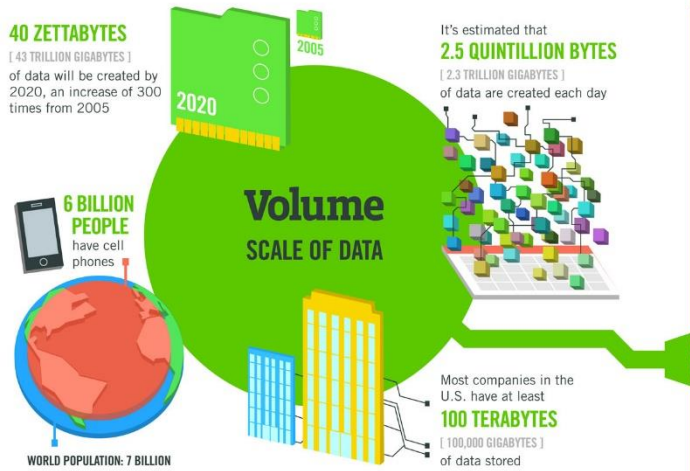 40 ZETTABYTES
[ 43 TRILLION GIGABYTES ]
of data will be created by
2020, an increase of 300
times from 2005
2020
2005
It's estimated that
2.5 QUINTILLION BYTES
[ 2.3 TRILLION GIGABYTES ]
of data are created each day
6 BILLION
PEOPLE
have cell
phones
Volume
SCALE OF DATA
WORLD POPULATION: 7 BILLION
Most companies in the
U.S. have at least
100 TERABYTES
[ 100,000 GIGABYTES ]
of data stored